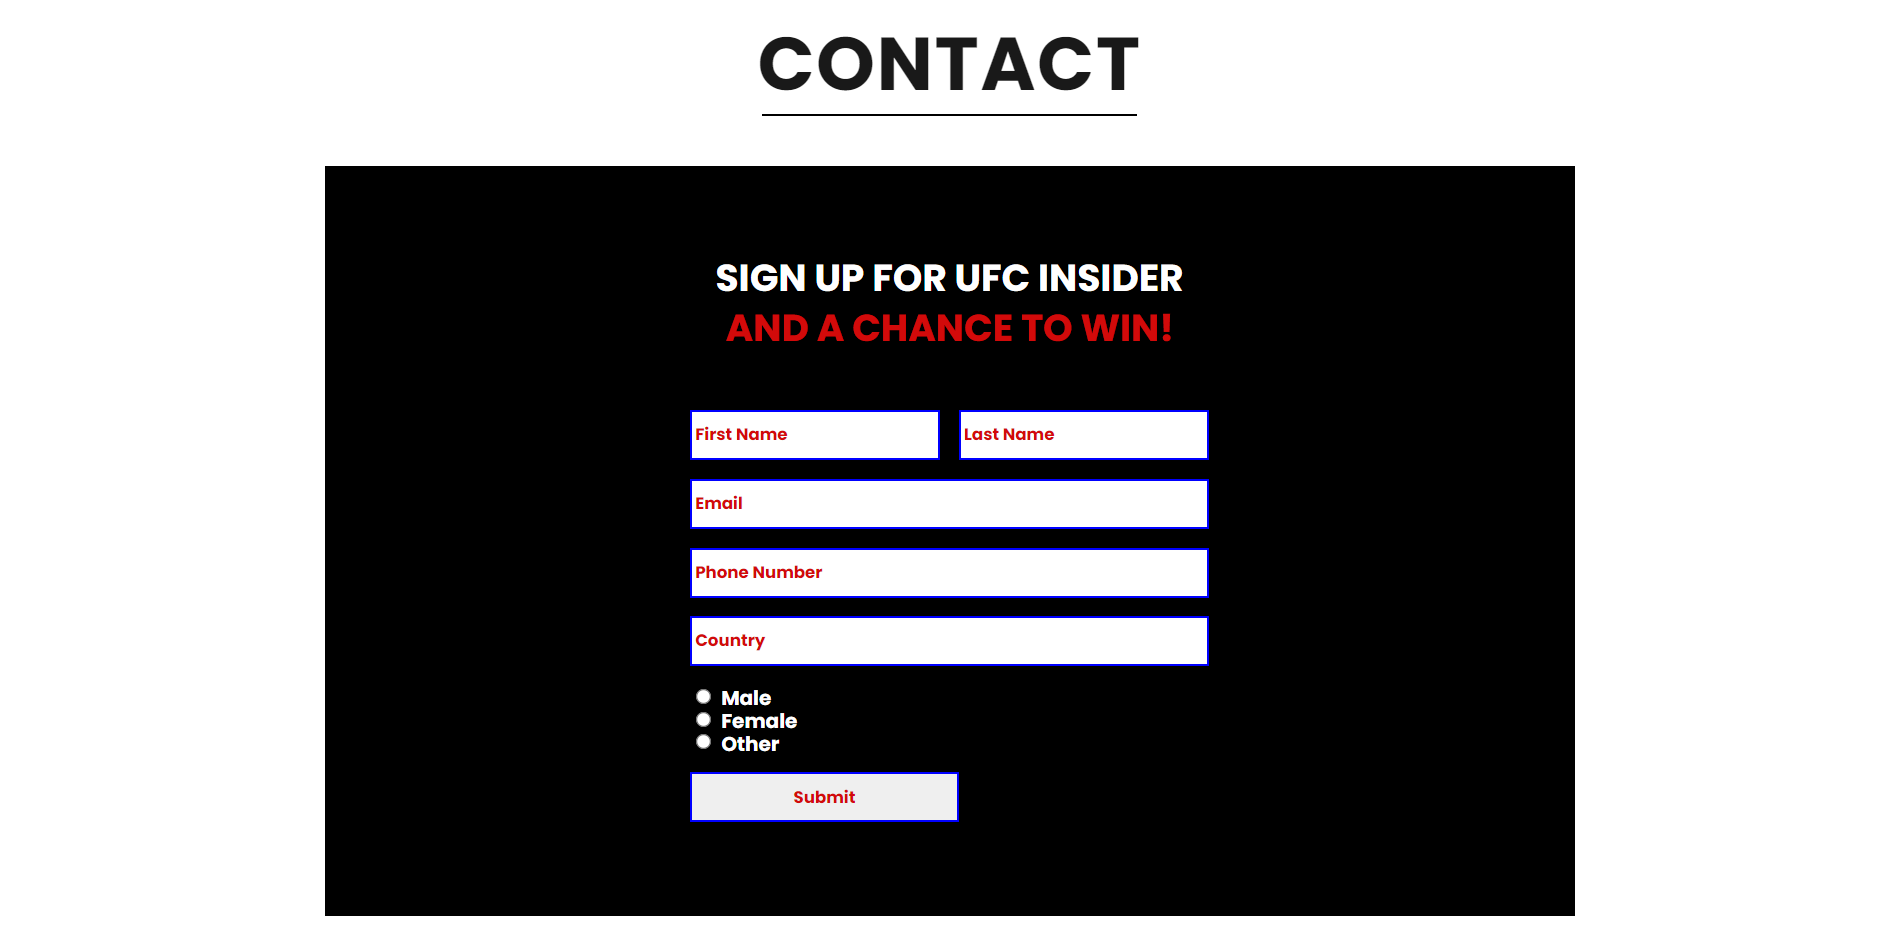 CONTACT
SIGN UP FOR UFC INSIDER
AND A CHANCE TO WIN!
First Name
Last Name
Email
Phone Number
Country
Male
Female
Other
Submit